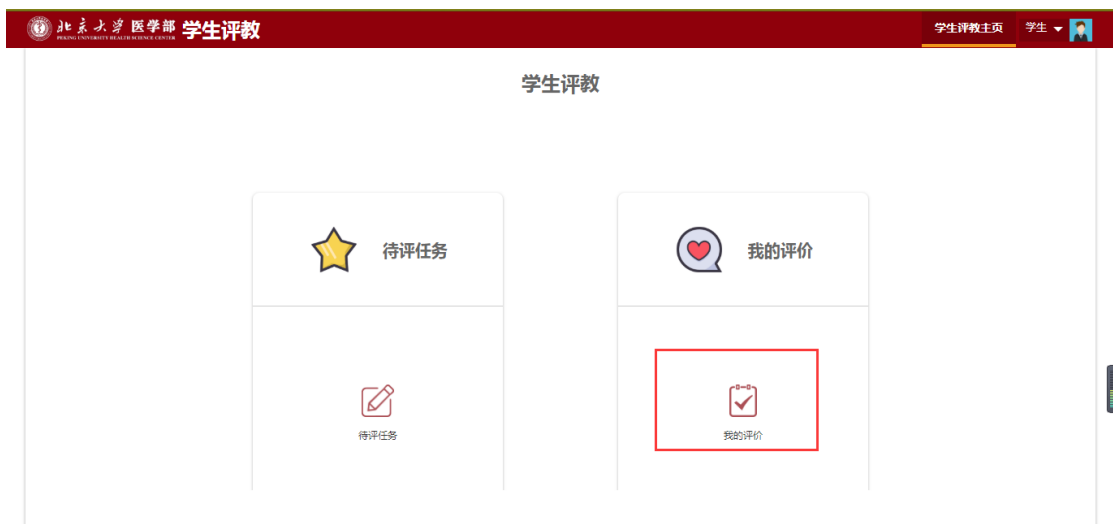 北京大学 医学部 学生评教
PEKING UNIVERSITY HEALTH SCIENCE CENTER
学生评教主页 学生
学生评教
待评任务
我的评价
待评任务
我的评价